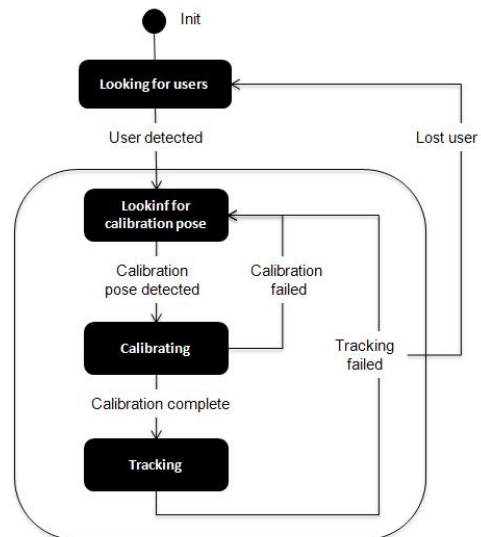 Init
Looking for users
User detected
Lost user
Lookinf for
calibration pose
Calibration
pose detected
Calibration
failed
Calibrating
Tracking
failed
Calibration complete
Tracking